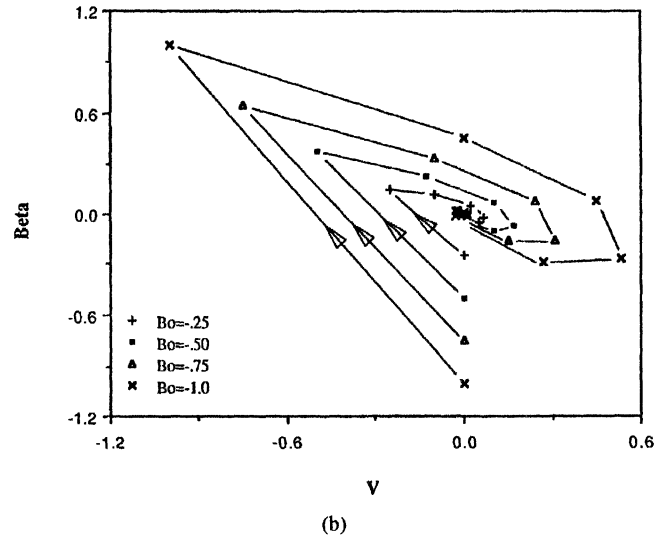 1.2
0.6
0.0
-0.6
-1.2
Beta
+ Bo=-.25
▪ Bo=-.50
▵ Bo=-.75
× Bo=-1.0
-1.2 -0.6 0.0 0.6
V
(b)